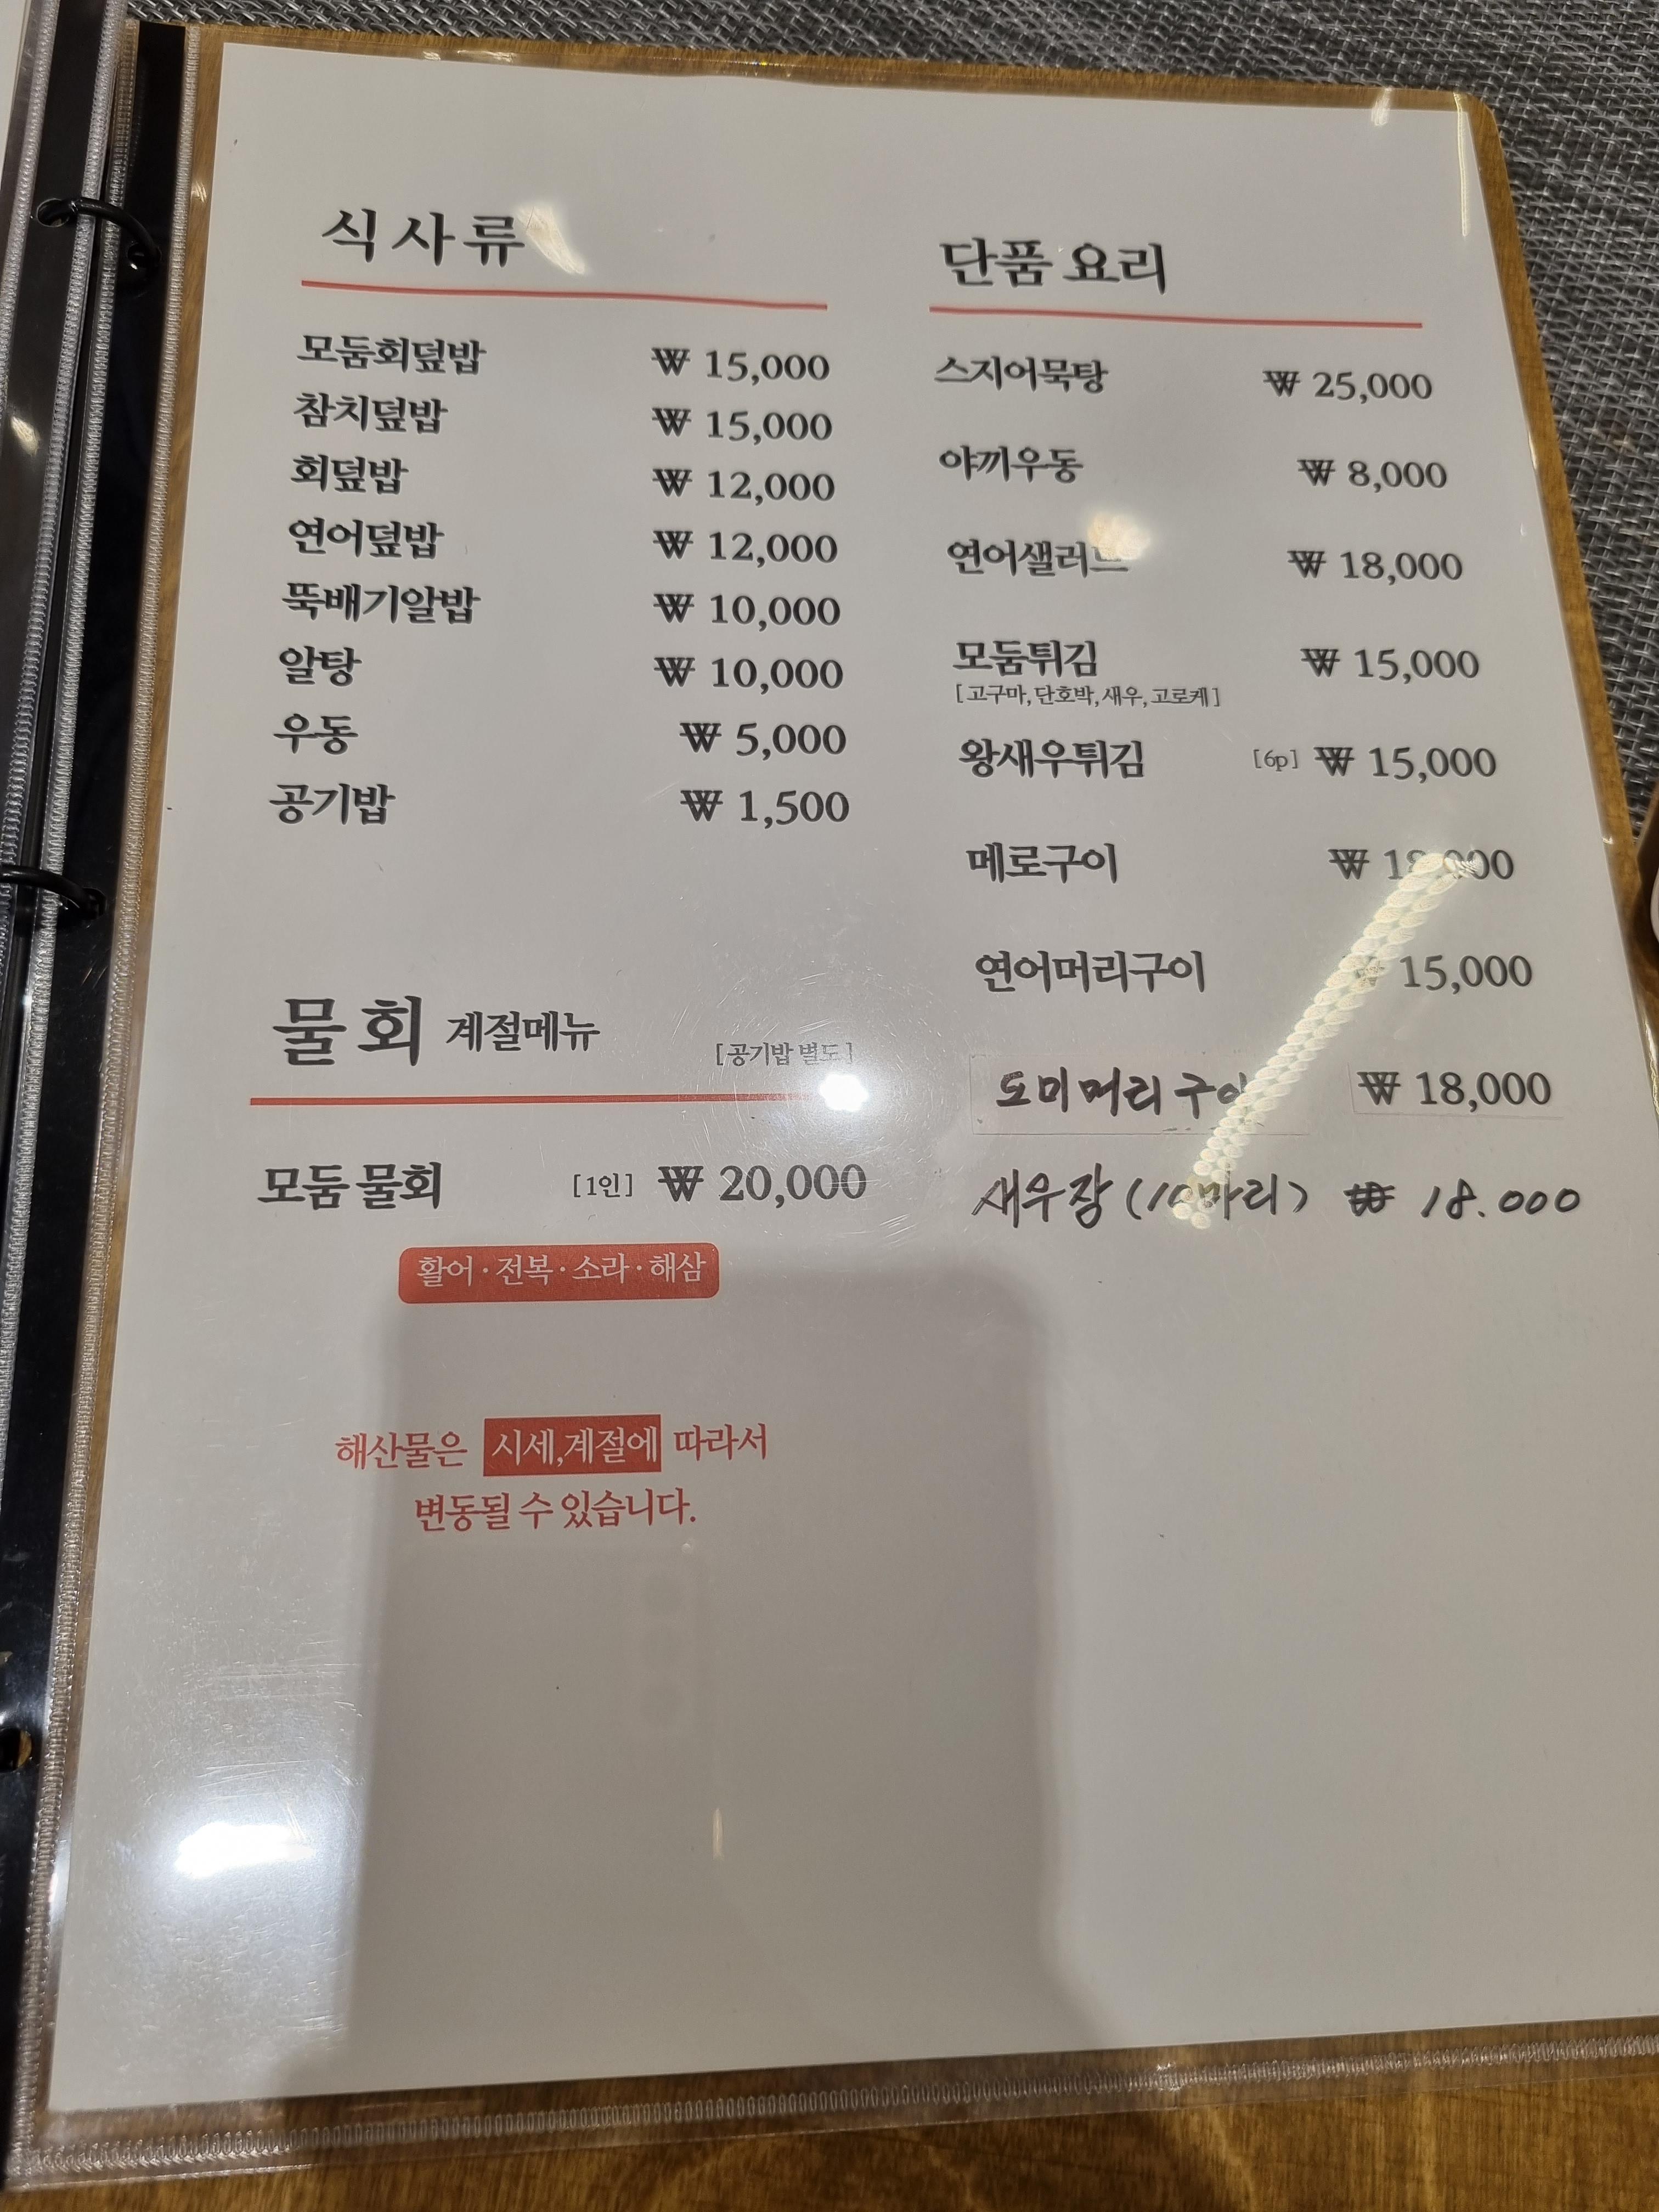 식사류
모둠회덮밥 ₩ 15,000
참치덮밥 ₩ 15,000
회덮밥 ₩ 12,000
연어덮밥 ₩ 12,000
뚝배기알밥 ₩ 10,000
알탕 ₩ 10,000
우동 ₩ 5,000
공기밥 ₩ 1,500
물회 계절메뉴 [공기밥 별도]
모둠 물회 [1인] ₩ 20,000
활어·전복·소라·해삼
해산물은 시세,계절에 따라서
변동될 수 있습니다.
단품 요리
스지어묵탕 ₩ 25,000
야끼우동 ₩ 8,000
연어샐러드 ₩ 18,000
모둠튀김 ₩ 15,000
[고구마, 단호박, 새우, 고로케]
왕새우튀김 [6p] ₩ 15,000
메로구이 ₩
연어머리구이 ₩ 15,000
도미머리구이 ₩ 18,000
새우장 (10마리) ₩ 18.000